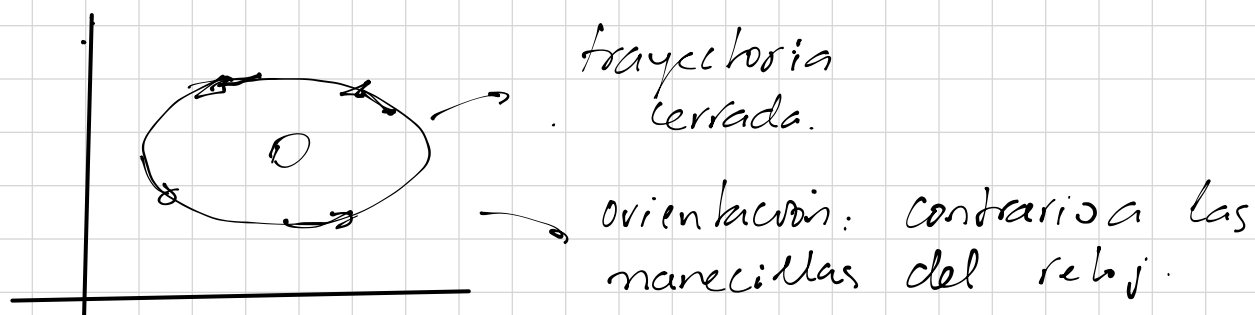 trayectoria
cerrada.
orientación: contrario a las
manecillas del reloj.